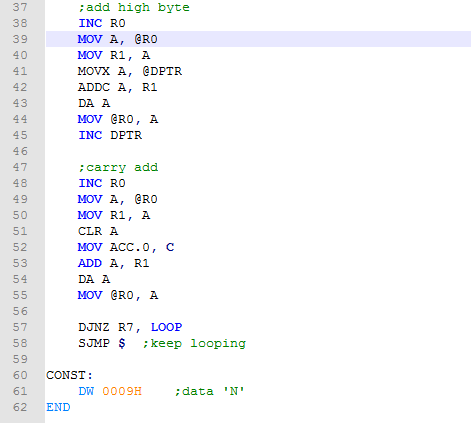 37 ;add high byte
38 INC R0
39 MOV A, @R0
40 MOV R1, A
41 MOVX A, @DPTR
42 ADDC A, R1
43 DA A
44 MOV @R0, A
45 INC DPTR
46
47 ;carry add
48 INC R0
49 MOV A, @R0
50 MOV R1, A
51 CLR A
52 MOV ACC.0, C
53 ADD A, R1
54 DA A
55 MOV @R0, A
56
57 DJNZ R7, LOOP
58 SJMP $ ;keep looping
59
60 CONST:
61 DW 0009H ;data 'N'
62 END